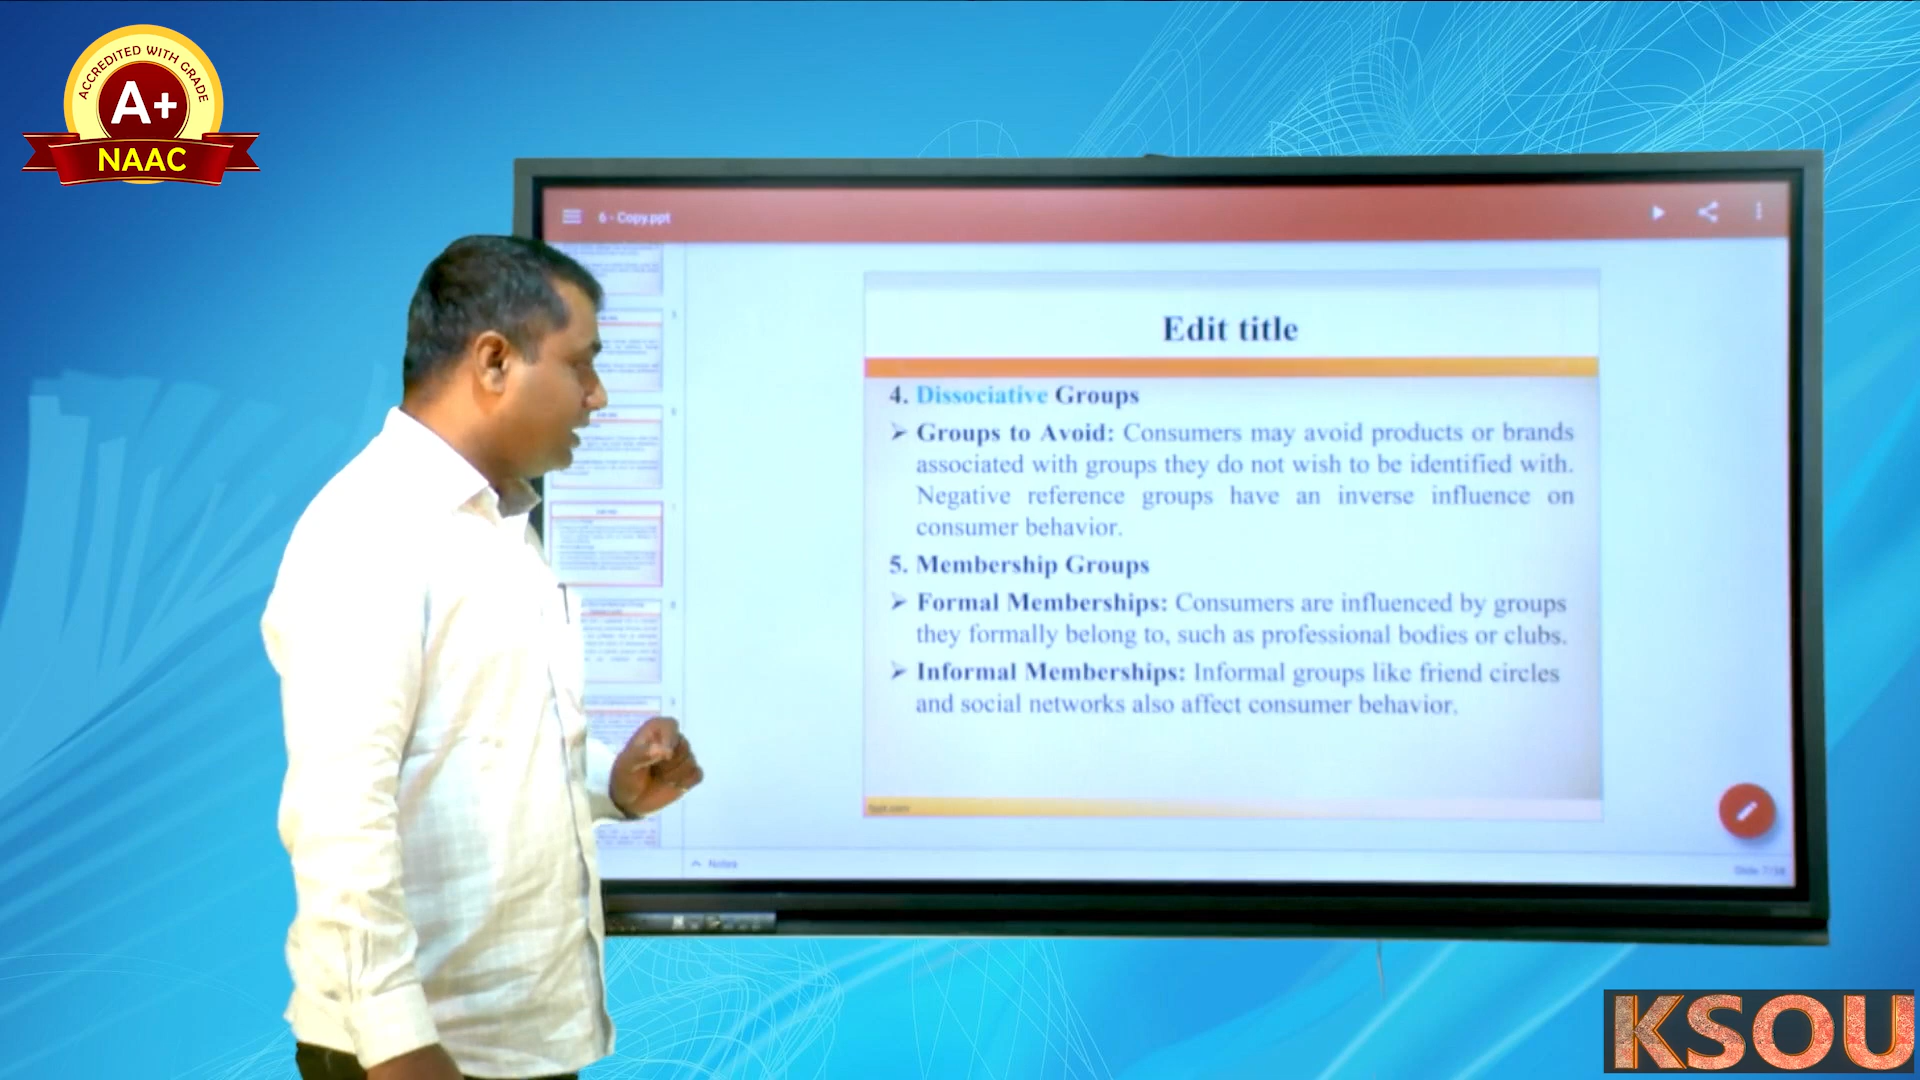 ACCREDITED WITH GRADE
A+
NAAC
6 - Copy.ppt
Edit title
4. Dissociative Groups
➤ Groups to Avoid: Consumers may avoid products or brands
associated with groups they do not wish to be identified with.
Negative reference groups have an inverse influence on
consumer behavior.
5. Membership Groups
➤ Formal Memberships: Consumers are influenced by groups
they formally belong to, such as professional bodies or clubs.
➤ Informal Memberships: Informal groups like friend circles
and social networks also affect consumer behavior.
Notes
KSOU